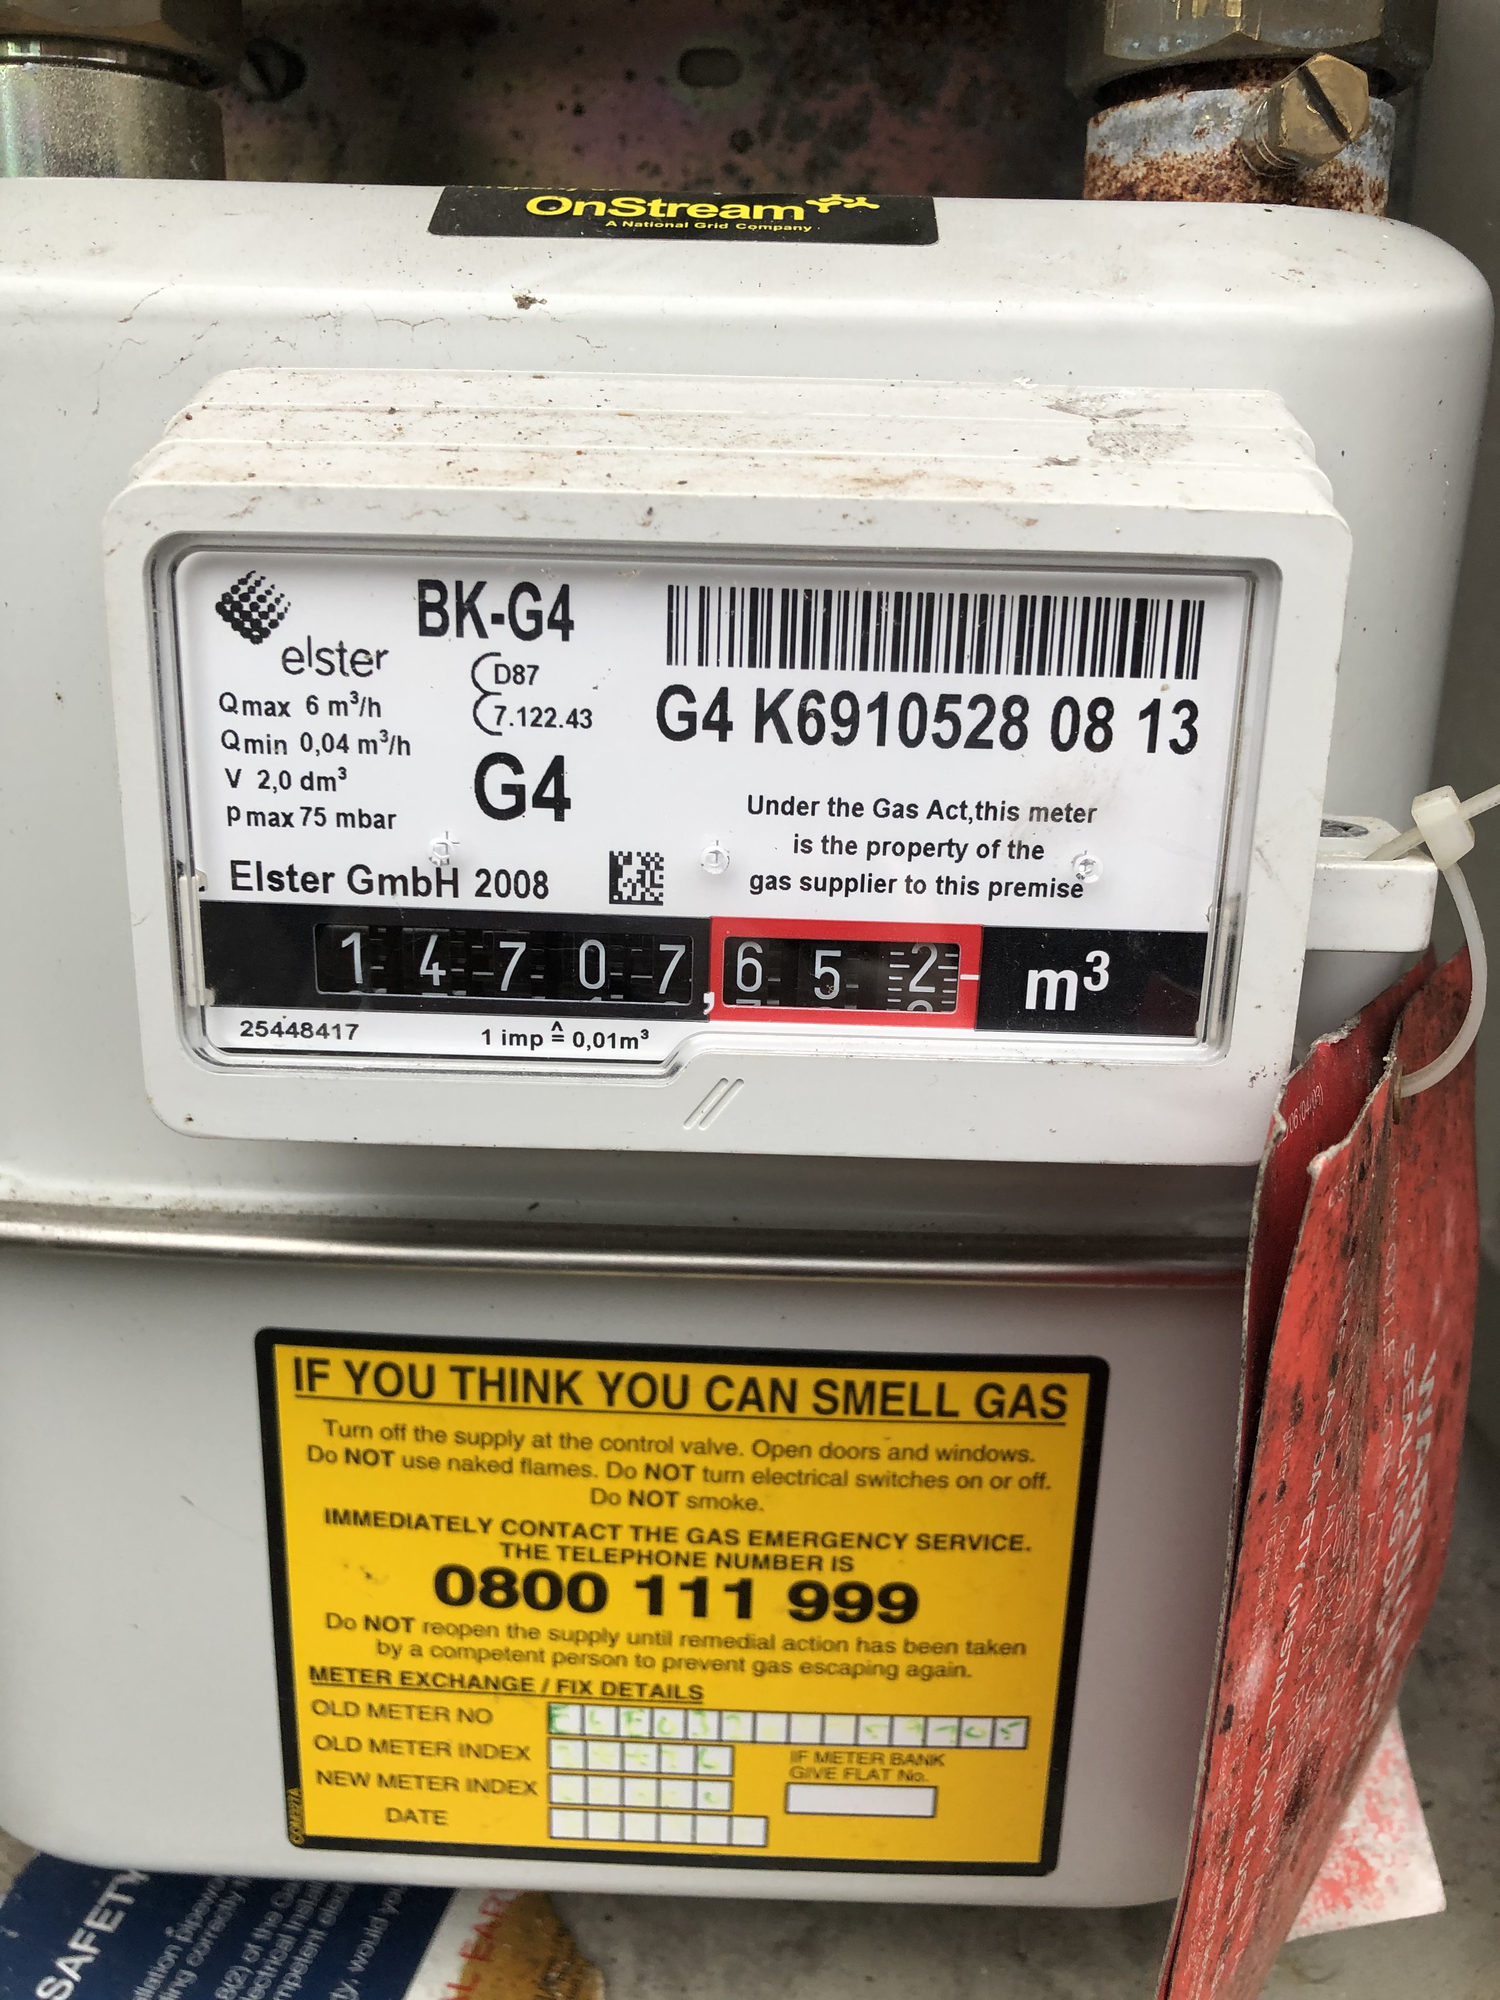 OnStream
A National Grid Company
elster
BK-G4
D87
7.122.43
G4
Qmax 6 m³/h
Qmin 0,04 m³/h
V 2,0 dm³
p max 75 mbar
Elster GmbH 2008
G4 K6910528 08 13
Under the Gas Act,this meter
is the property of the
gas supplier to this premise
14707,652 m³
25448417
1 imp ≙ 0,01m³
IF YOU THINK YOU CAN SMELL GAS
Turn off the supply at the control valve. Open doors and windows.
Do NOT use naked flames. Do NOT turn electrical switches on or off.
Do NOT smoke.
IMMEDIATELY CONTACT THE GAS EMERGENCY SERVICE.
THE TELEPHONE NUMBER IS
0800 111 999
Do NOT reopen the supply until remedial action has been taken
by a competent person to prevent gas escaping again.
METER EXCHANGE / FIX DETAILS
OLD METER NO
OLD METER INDEX
NEW METER INDEX
DATE
IF METER BANK
GIVE FLAT No.
WARNING
SAFETY